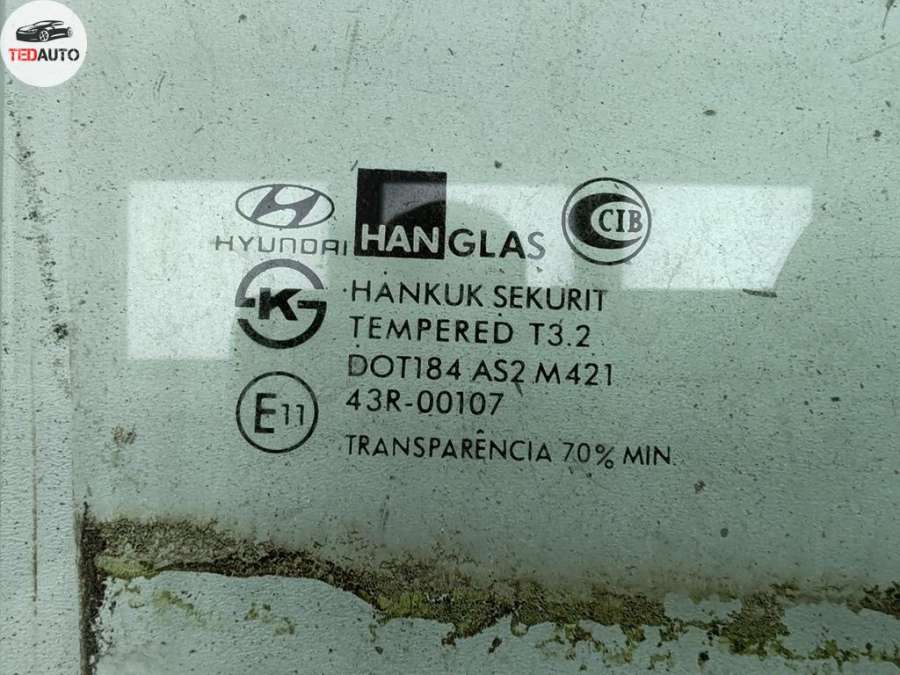 TEDAUTO
HYUNDAI HANGLAS CIB
K HANKUK SEKURIT
TEMPERED T3.2
DOT184 AS2 M421
E11 43R-00107
TRANSPARÊNCIA 70% MIN.